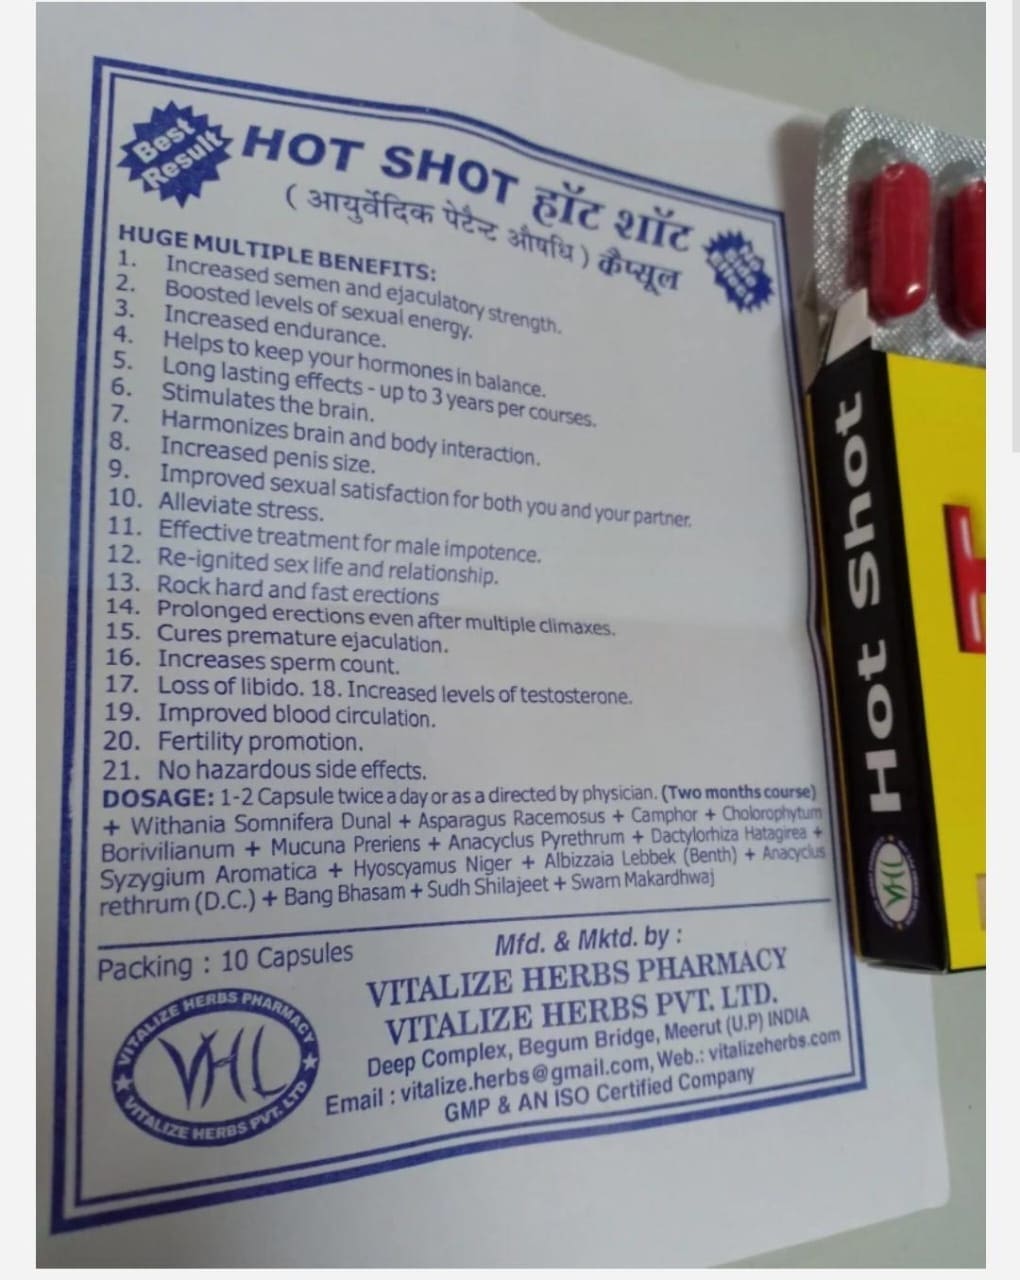 Best
Result
HOT SHOT हॉट शॉट
( आयुर्वेदिक पेटैन्ट औषधि ) कैप्सूल
HUGE MULTIPLE BENEFITS:
1. Increased semen and ejaculatory strength.
2. Boosted levels of sexual energy.
3. Increased endurance.
4. Helps to keep your hormones in balance.
5. Long lasting effects - up to 3 years per courses.
6. Stimulates the brain.
7. Harmonizes brain and body interaction.
8. Increased penis size.
9. Improved sexual satisfaction for both you and your partner.
10. Alleviate stress.
11. Effective treatment for male impotence.
12. Re-ignited sex life and relationship.
13. Rock hard and fast erections
14. Prolonged erections even after multiple climaxes.
15. Cures premature ejaculation.
16. Increases sperm count.
17. Loss of libido. 18. Increased levels of testosterone.
19. Improved blood circulation.
20. Fertility promotion.
21. No hazardous side effects.
DOSAGE: 1-2 Capsule twice a day or as a directed by physician. (Two months course)
+ Withania Somnifera Dunal + Asparagus Racemosus + Camphor + Cholorophytum
Borivilianum + Mucuna Preriens + Anacyclus Pyrethrum + Dactylorhiza Hatagirea +
Syzygium Aromatica + Hyoscyamus Niger + Albizzaia Lebbek (Benth) + Anacyclus
rethrum (D.C.) + Bang Bhasam + Sudh Shilajeet + Swarn Makardhwaj
Packing : 10 Capsules
Mfd. & Mktd. by :
VITALIZE HERBS PHARMACY
VITALIZE HERBS PVT. LTD.
Deep Complex, Begum Bridge, Meerut (U.P) INDIA
Email : vitalize.herbs@gmail.com, Web.: vitalizeherbs.com
GMP & AN ISO Certified Company
VITALIZE HERBS PHARMACY
VHL
VITALIZE HERBS PVT. LTD
Hot Shot
VHL
H